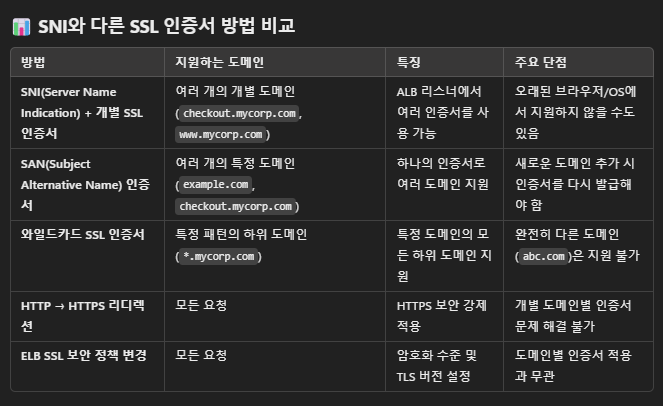 📊 SNI와 다른 SSL 인증서 방법 비교
방법 지원하는 도메인 특징 주요 단점
SNI(Server Name 여러 개의 개별 도메인 ALB 리스너에서 오래된 브라우저/OS에
Indication) + 개별 SSL (checkout.mycorp.com, 여러 인증서를 사 서 지원하지 않을 수도
인증서 www.mycorp.com) 용 가능 있음
SAN(Subject 여러 개의 특정 도메인 하나의 인증서로 새로운 도메인 추가 시
Alternative Name) 인증 (example.com, 여러 도메인 지원 인증서를 다시 발급해
서 checkout.mycorp.com) 야 함
와일드카드 SSL 인증서 특정 패턴의 하위 도메인 특정 도메인의 모 완전히 다른 도메인
(*.mycorp.com) 든 하위 도메인 지 (abc.com)은 지원 불가
원
HTTP → HTTPS 리디렉 모든 요청 HTTPS 보안 강제 개별 도메인별 인증서
션 적용 문제 해결 불가
ELB SSL 보안 정책 변경 모든 요청 암호화 수준 및 도메인별 인증서 적용
TLS 버전 설정 과 무관